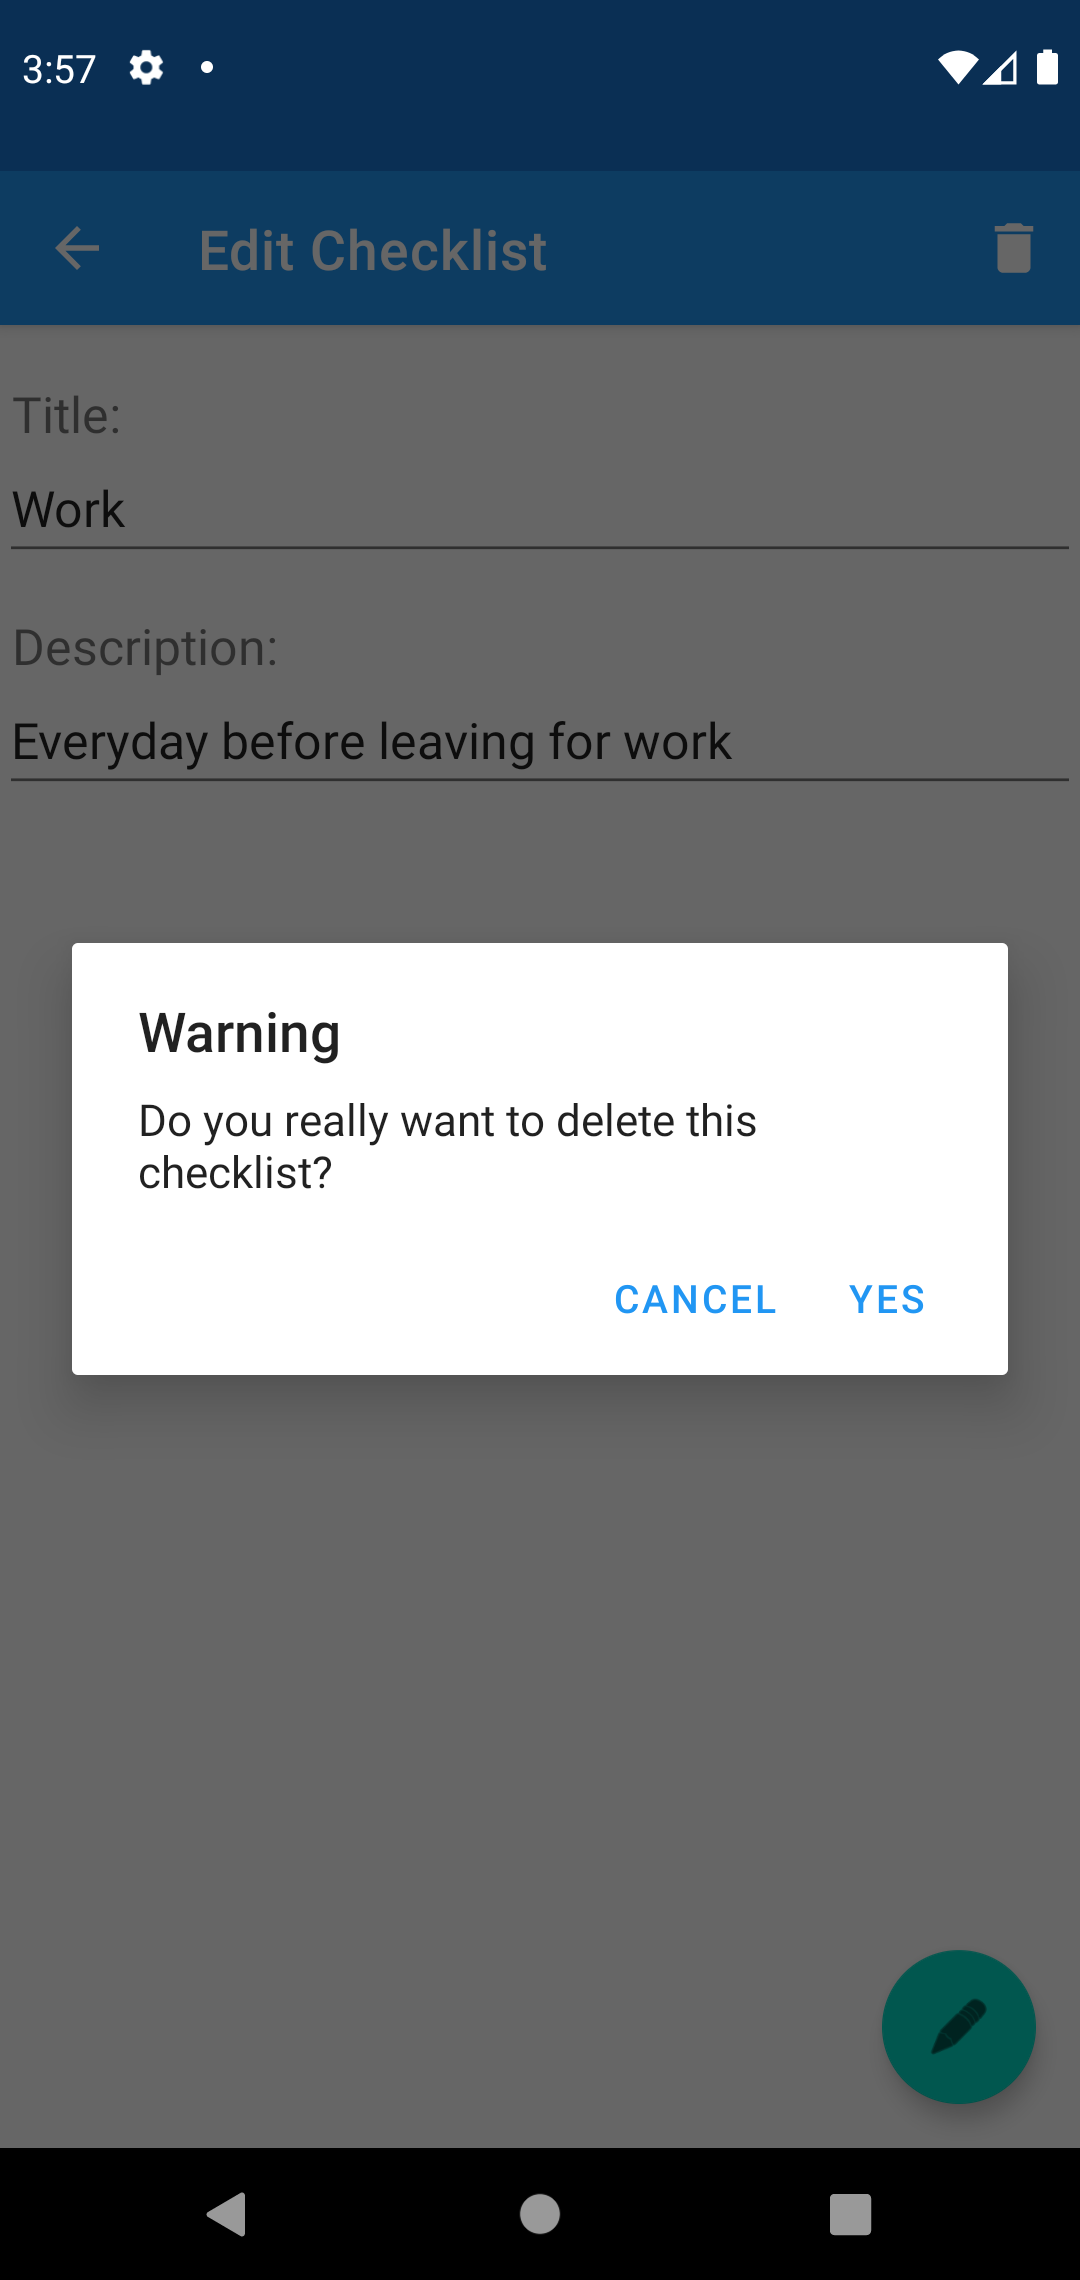 3:57
Edit Checklist
Title:
Work
Description:
Everyday before leaving for work
Warning
Do you really want to delete this
checklist?
CANCEL YES